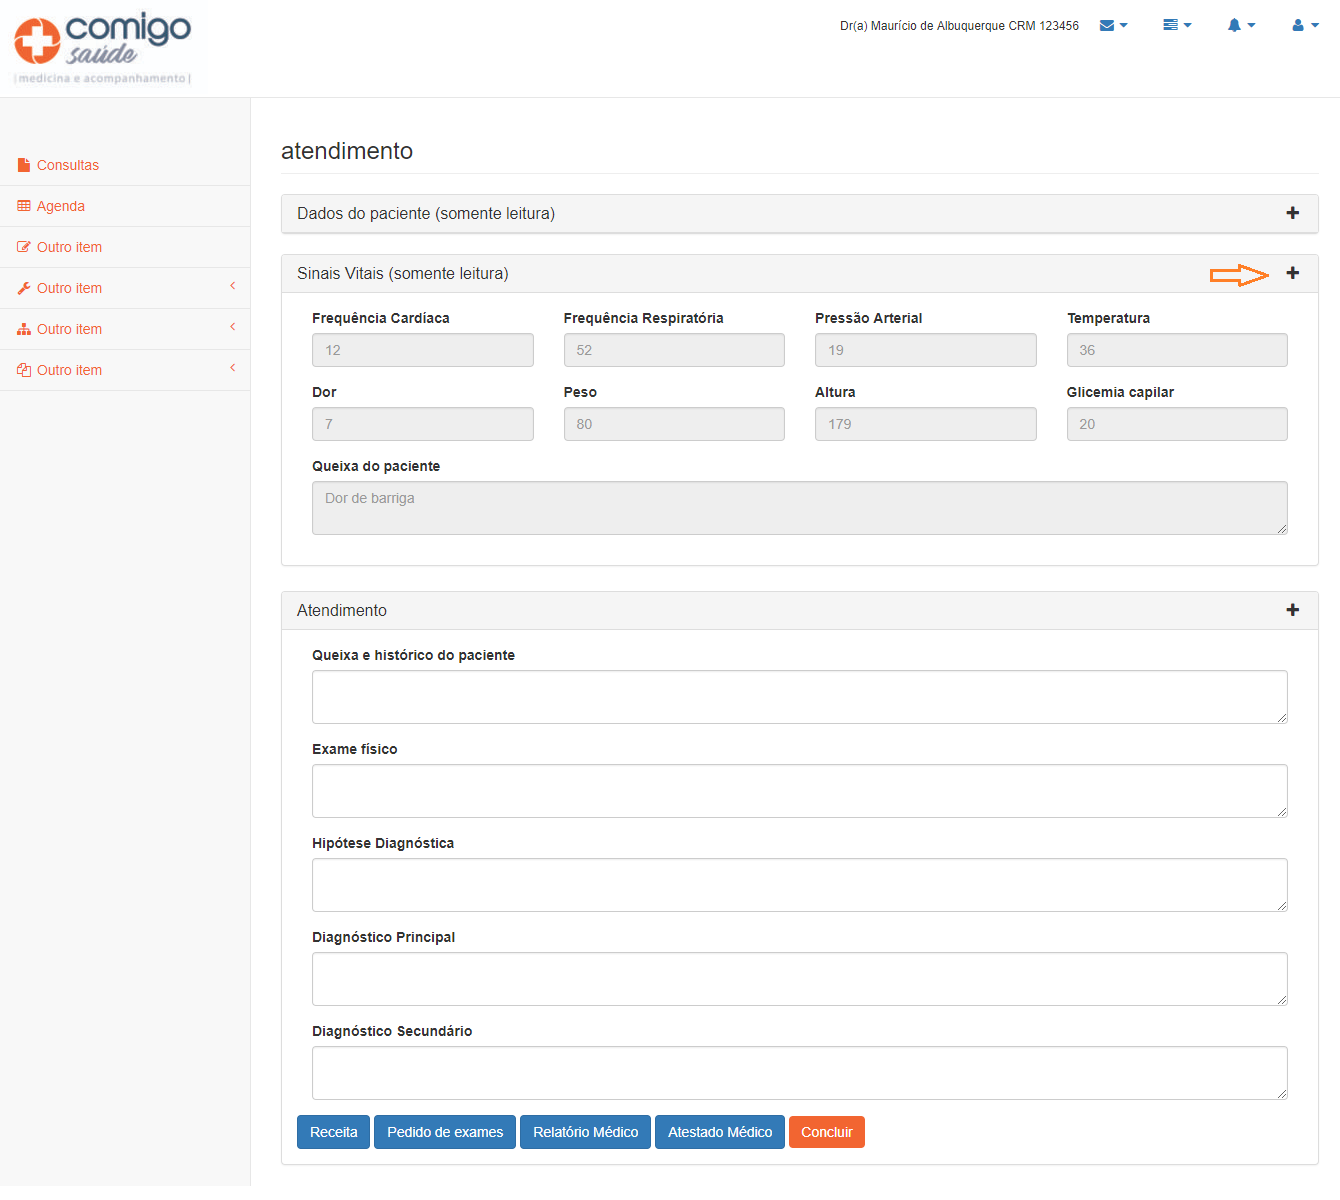 comigo
saúde
|medicina e acompanhamento|
Dr(a) Maurício de Albuquerque CRM 123456
Consultas
Agenda
Outro item
Outro item
Outro item
Outro item
atendimento
Dados do paciente (somente leitura)
Sinais Vitais (somente leitura)
Frequência Cardíaca Frequência Respiratória Pressão Arterial Temperatura
12 52 19 36
Dor Peso Altura Glicemia capilar
7 80 179 20
Queixa do paciente
Dor de barriga
Atendimento
Queixa e histórico do paciente
Exame físico
Hipótese Diagnóstica
Diagnóstico Principal
Diagnóstico Secundário
Receita Pedido de exames Relatório Médico Atestado Médico Concluir